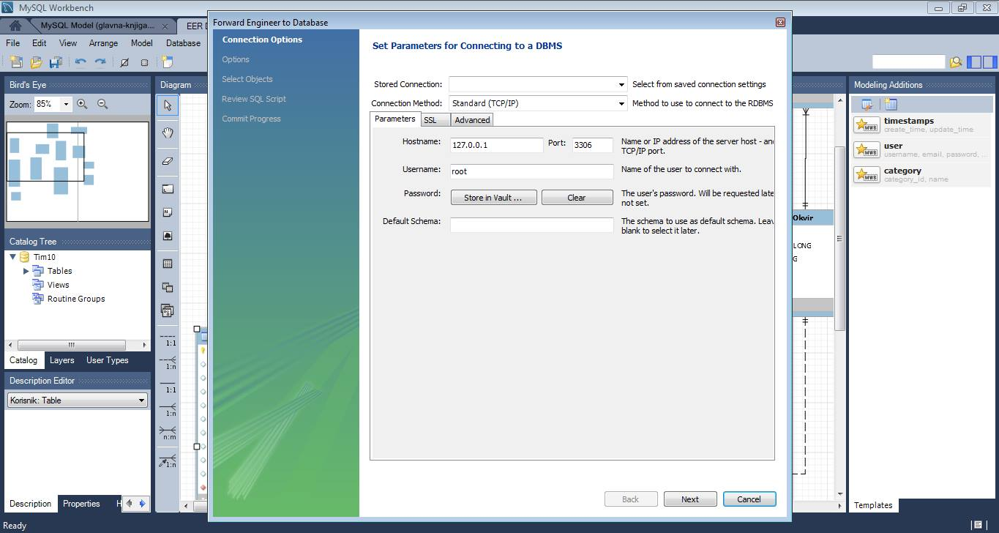 MySQL Workbench
MySQL Model (glavna-knjiga....
EER D
File Edit View Arrange Model Database
Bird's Eye
Zoom: 85%
Catalog Tree
Tim10
Tables
Views
Routine Groups
Catalog Layers User Types
Description Editor
Korisnik: Table
Description Properties H
Ready
Diagram
1:1
1:n
1:1
1:n
n:m
1:n
Forward Engineer to Database
Connection Options
Options
Select Objects
Review SQL Script
Commit Progress
Set Parameters for Connecting to a DBMS
Stored Connection: Select from saved connection settings
Connection Method: Standard (TCP/IP) Method to use to connect to the RDBMS
Parameters SSL Advanced
Hostname: 127.0.0.1 Port: 3306 Name or IP address of the server host - and
TCP/IP port.
Username: root Name of the user to connect with.
Password: Store in Vault ... Clear The user's password. Will be requested late
not set.
Default Schema: The schema to use as default schema. Leav
blank to select it later.
Back Next Cancel
Okvir
LONG
G
Modeling Additions
MWB timestamps
create_time, update_time
MWB user
username, email, password, ...
MWB category
category_id, name
Templates